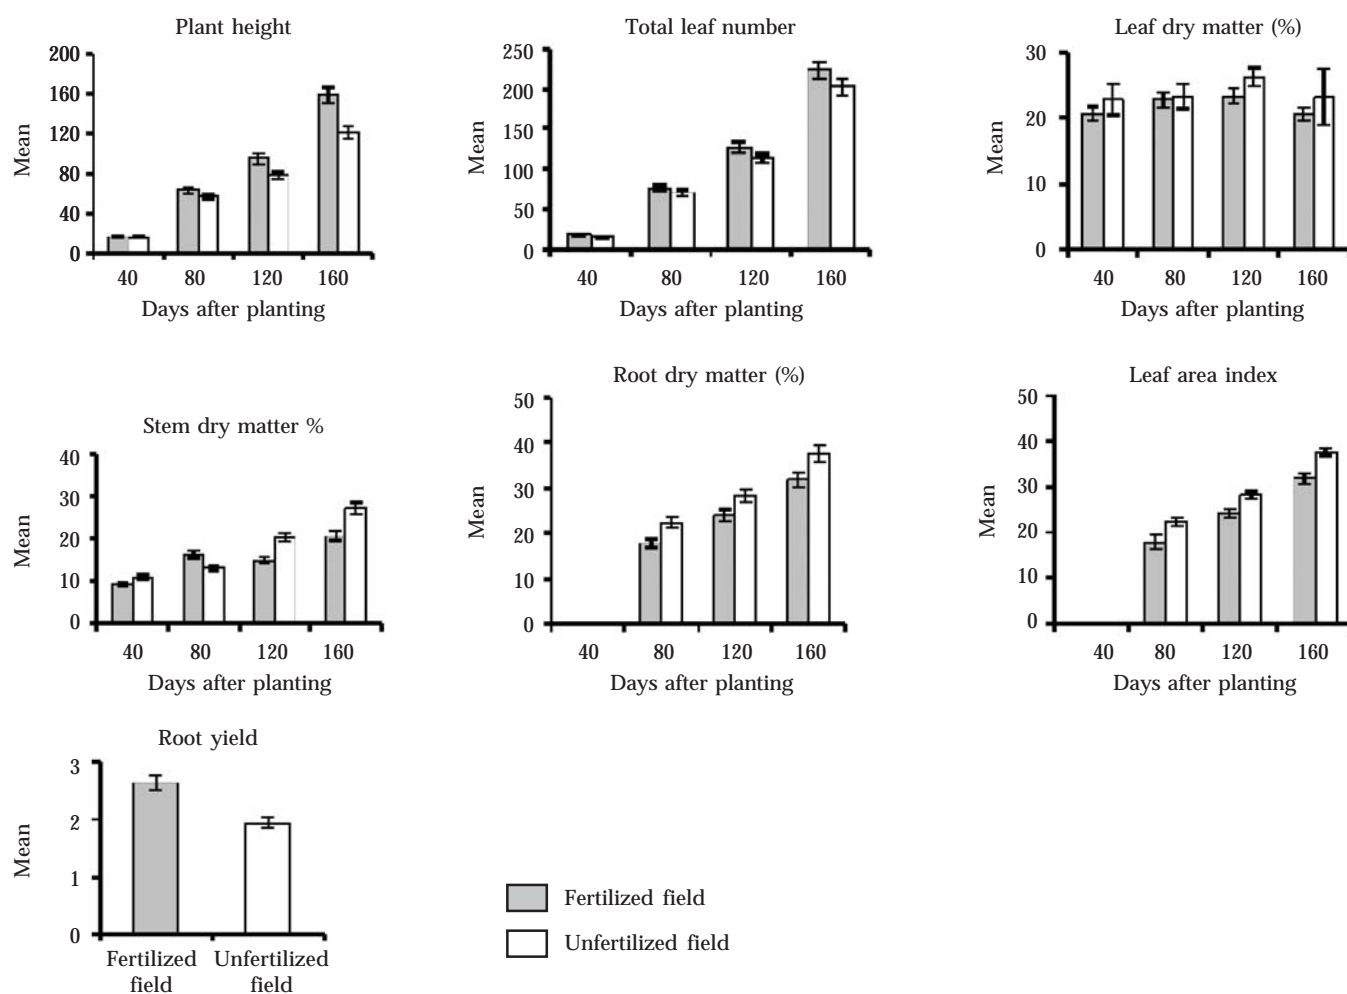 Plant height
200
160
120
80
40
0
Mean
40 80 120 160
Days after planting
Total leaf number
250
200
150
100
50
0
Mean
40 80 120 160
Days after planting
Leaf dry matter (%)
30
20
10
0
Mean
40 80 120 160
Days after planting
Stem dry matter %
40
30
20
10
0
Mean
40 80 120 160
Days after planting
Root dry matter (%)
50
40
30
20
10
0
Mean
40 80 120 160
Days after planting
Leaf area index
50
40
30
20
10
0
Mean
40 80 120 160
Days after planting
Root yield
3
2
1
0
Mean
Fertilized Unfertilized
field field
Fertilized field
Unfertilized field